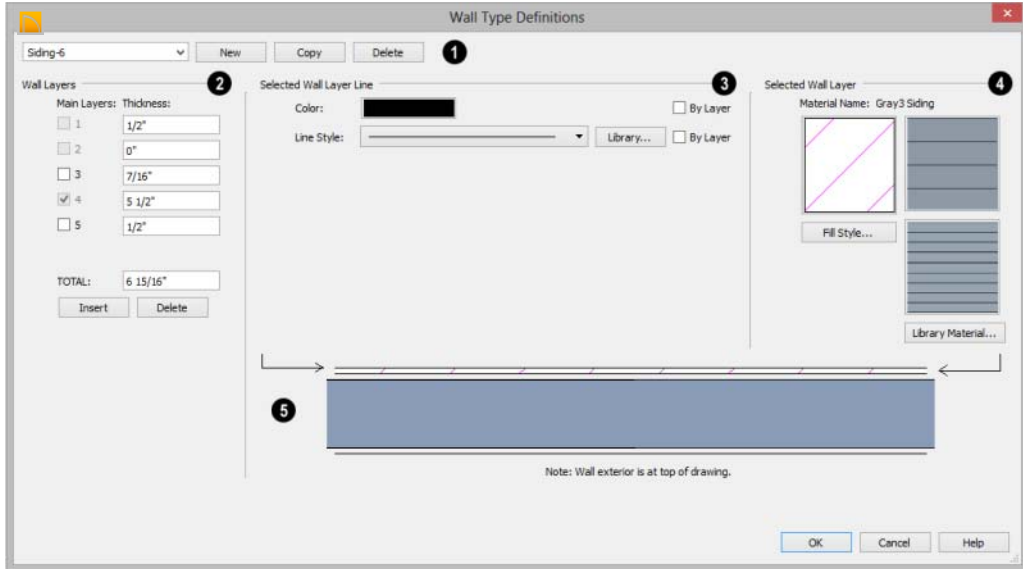 Wall Type Definitions
Siding-6 New Copy Delete 1
Wall Layers 2
Main Layers: Thickness:
1 1/2"
2 0"
3 7/16"
4 5 1/2"
5 1/2"
TOTAL: 6 15/16"
Insert Delete
Selected Wall Layer Line 3
Color: By Layer
Line Style: Library... By Layer
Selected Wall Layer 4
Material Name: Gray3 Siding
Fill Style...
Library Material...
5
Note: Wall exterior is at top of drawing.
OK Cancel Help